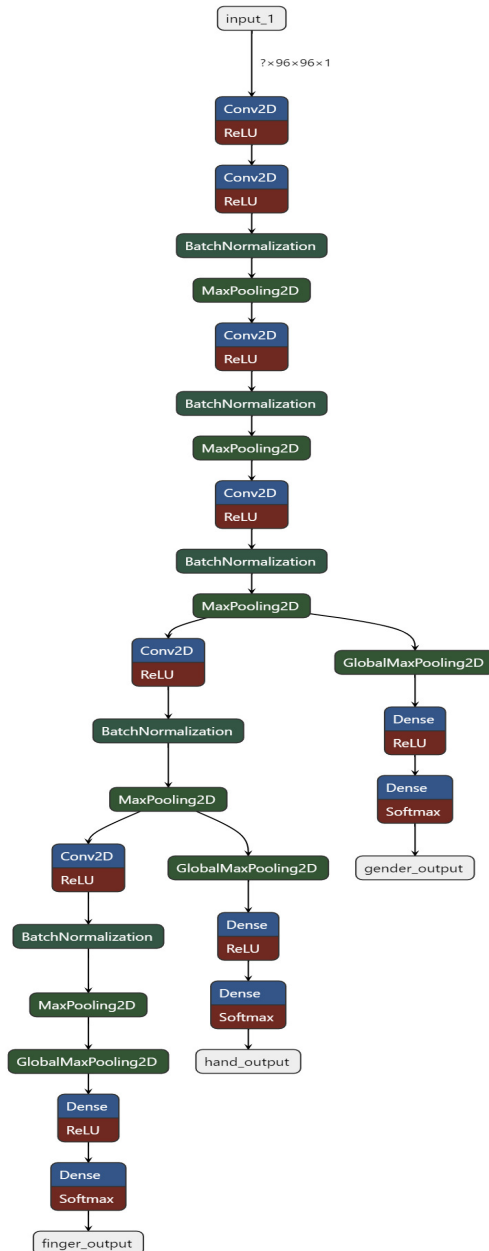 input_1
?×96×96×1
Conv2D
ReLU
Conv2D
ReLU
BatchNormalization
MaxPooling2D
Conv2D
ReLU
BatchNormalization
MaxPooling2D
Conv2D
ReLU
BatchNormalization
MaxPooling2D
Conv2D
ReLU
BatchNormalization
MaxPooling2D
Conv2D
ReLU
BatchNormalization
MaxPooling2D
GlobalMaxPooling2D
Dense
ReLU
Dense
Softmax
finger_output
GlobalMaxPooling2D
Dense
ReLU
Dense
Softmax
hand_output
GlobalMaxPooling2D
Dense
ReLU
Dense
Softmax
gender_output